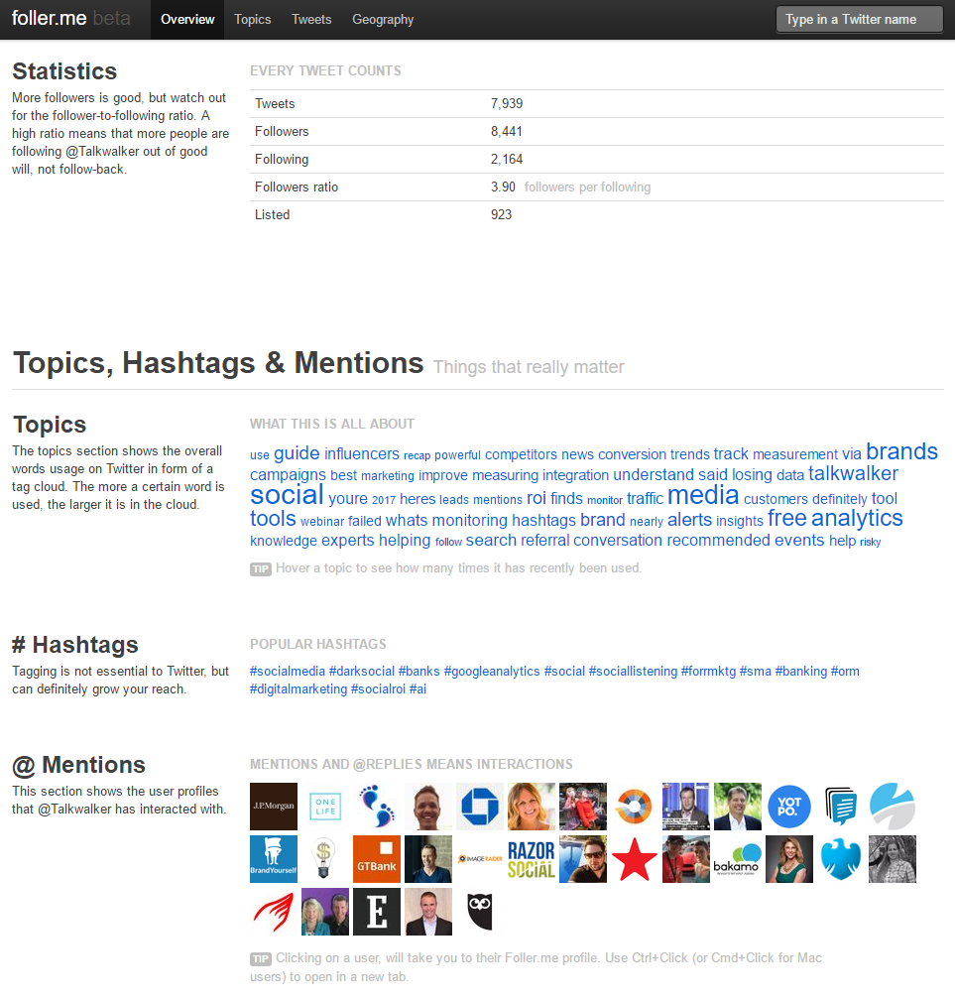 foller.me beta Overview Topics Tweets Geography Type in a Twitter name
Statistics
More followers is good, but watch out
for the follower-to-following ratio. A
high ratio means that more people are
following @Talkwalker out of good
will, not follow-back.
EVERY TWEET COUNTS
Tweets 7,939
Followers 8,441
Following 2,164
Followers ratio 3.90 followers per following
Listed 923
Topics, Hashtags & Mentions Things that really matter
Topics
The topics section shows the overall
words usage on Twitter in form of a
tag cloud. The more a certain word is
used, the larger it is in the cloud.
WHAT THIS IS ALL ABOUT
use guide influencers recap powerful competitors news conversion trends track measurement via brands
campaigns best marketing improve measuring integration understand said losing data talkwalker
social youre 2017 heres leads mentions roi finds monitor traffic media customers definitely tool
tools webinar failed whats monitoring hashtags brand nearly alerts insights free analytics
knowledge experts helping follow search referral conversation recommended events help risky
TIP Hover a topic to see how many times it has recently been used.
# Hashtags
Tagging is not essential to Twitter, but
can definitely grow your reach.
POPULAR HASHTAGS
#socialmedia #darksocial #banks #googleanalytics #social #sociallistening #forrmktg #sma #banking #orm
#digitalmarketing #socialroi #ai
@ Mentions
This section shows the user profiles
that @Talkwalker has interacted with.
MENTIONS AND @REPLIES MEANS INTERACTIONS
J.P.Morgan
ONE
LIFE
YOT
PO.
BrandYourself
GTBank
IMAGE RAIDER
RAZOR
SOCIAL
bakamo
E
TIP Clicking on a user, will take you to their Foller.me profile. Use Ctrl+Click (or Cmd+Click for Mac
users) to open in a new tab.